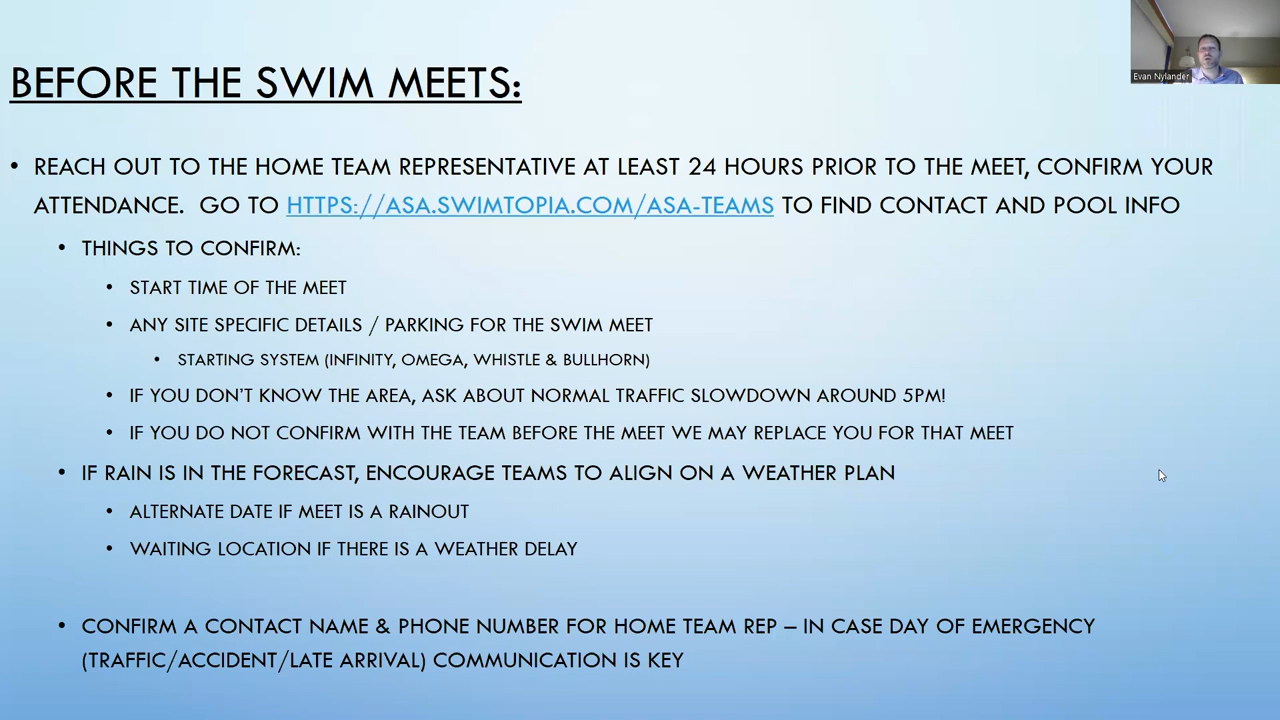 BEFORE THE SWIM MEETS:
Evan Nylander
• REACH OUT TO THE HOME TEAM REPRESENTATIVE AT LEAST 24 HOURS PRIOR TO THE MEET, CONFIRM YOUR
ATTENDANCE. GO TO HTTPS://ASA.SWIMTOPIA.COM/ASA-TEAMS TO FIND CONTACT AND POOL INFO
• THINGS TO CONFIRM:
• START TIME OF THE MEET
• ANY SITE SPECIFIC DETAILS / PARKING FOR THE SWIM MEET
• STARTING SYSTEM (INFINITY, OMEGA, WHISTLE & BULLHORN)
• IF YOU DON'T KNOW THE AREA, ASK ABOUT NORMAL TRAFFIC SLOWDOWN AROUND 5PM!
• IF YOU DO NOT CONFIRM WITH THE TEAM BEFORE THE MEET WE MAY REPLACE YOU FOR THAT MEET
• IF RAIN IS IN THE FORECAST, ENCOURAGE TEAMS TO ALIGN ON A WEATHER PLAN
• ALTERNATE DATE IF MEET IS A RAINOUT
• WAITING LOCATION IF THERE IS A WEATHER DELAY
• CONFIRM A CONTACT NAME & PHONE NUMBER FOR HOME TEAM REP – IN CASE DAY OF EMERGENCY
(TRAFFIC/ACCIDENT/LATE ARRIVAL) COMMUNICATION IS KEY